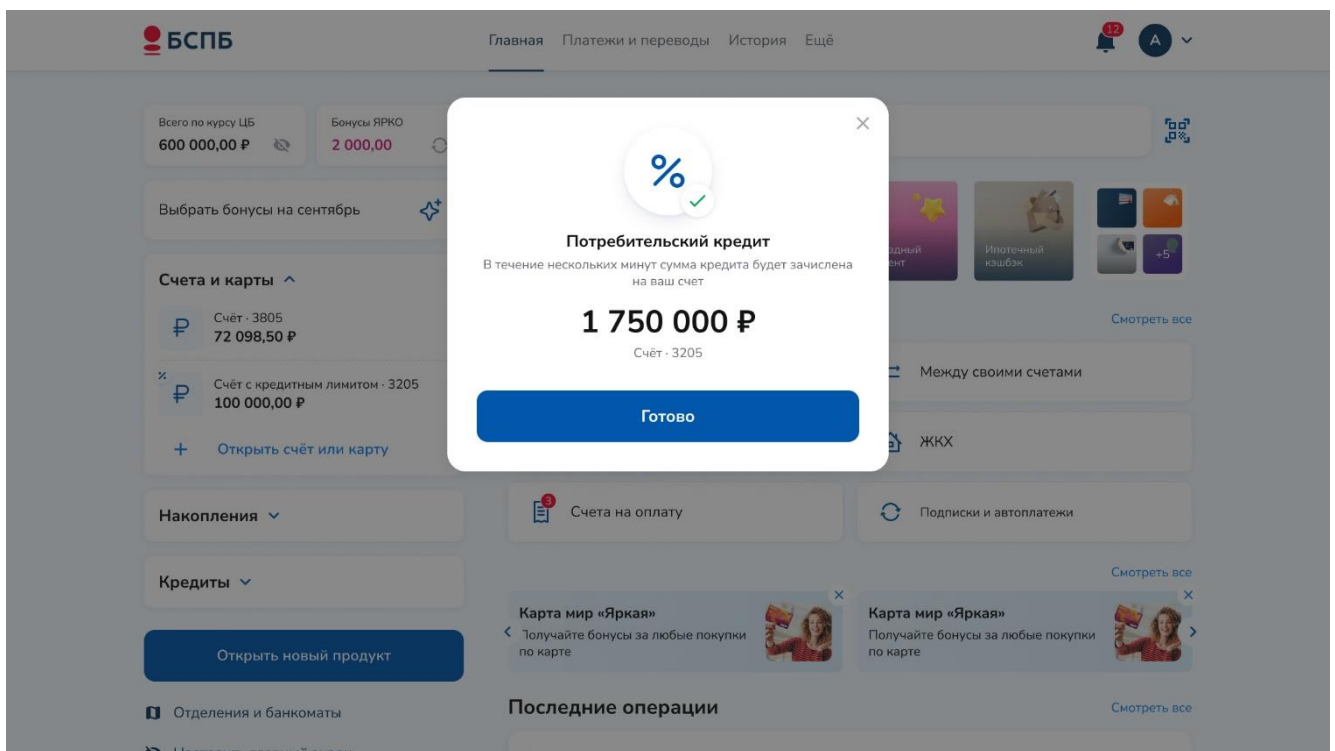 БСПБ
Главная Платежи и переводы История Ещё
12
А
Всего по курсу ЦБ
600 000,00 ₽
Бонусы ЯРКО
2 000,00
Выбрать бонусы на сентябрь
Счета и карты
Счёт · 3805
72 098,50 ₽
Счёт с кредитным лимитом · 3205
100 000,00 ₽
+ Открыть счёт или карту
Накопления
Кредиты
Открыть новый продукт
Отделения и банкоматы
%
Потребительский кредит
В течение нескольких минут сумма кредита будет зачислена
на ваш счет
1 750 000 ₽
Счёт · 3205
Готово
Ипотечный
кэшбэк
+5
Смотреть все
Между своими счетами
ЖКХ
3
Счета на оплату
Подписки и автоплатежи
Смотреть все
Карта мир «Яркая»
Получайте бонусы за любые покупки
по карте
Карта мир «Яркая»
Получайте бонусы за любые покупки
по карте
Последние операции
Смотреть все